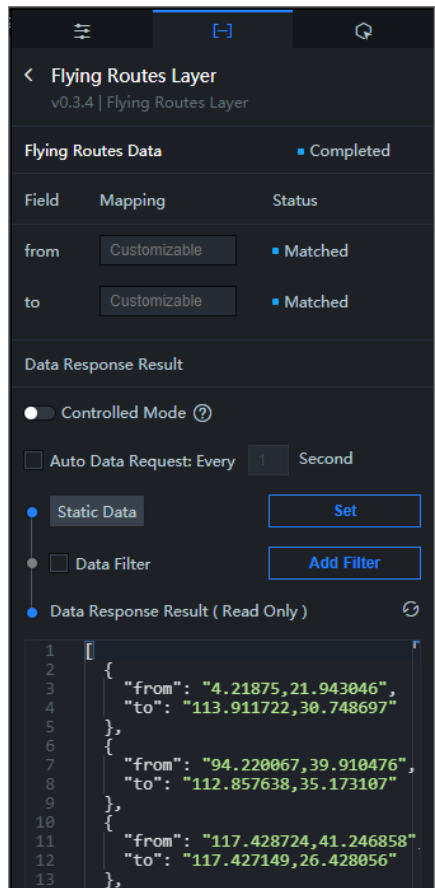 [–]
Flying Routes Layer
v0.3.4 | Flying Routes Layer
Flying Routes Data Completed
Field Mapping Status
from Customizable Matched
to Customizable Matched
Data Response Result
Controlled Mode ?
Auto Data Request: Every 1 Second
Static Data Set
Data Filter Add Filter
Data Response Result ( Read Only )
1 [
2 {
3 "from": "4.21875,21.943046",
4 "to": "113.911722,30.748697"
5 },
6 {
7 "from": "94.220067,39.910476",
8 "to": "112.857638,35.173107"
9 },
10 {
11 "from": "117.428724,41.246858"
12 "to": "117.427149,26.428056"
13 },